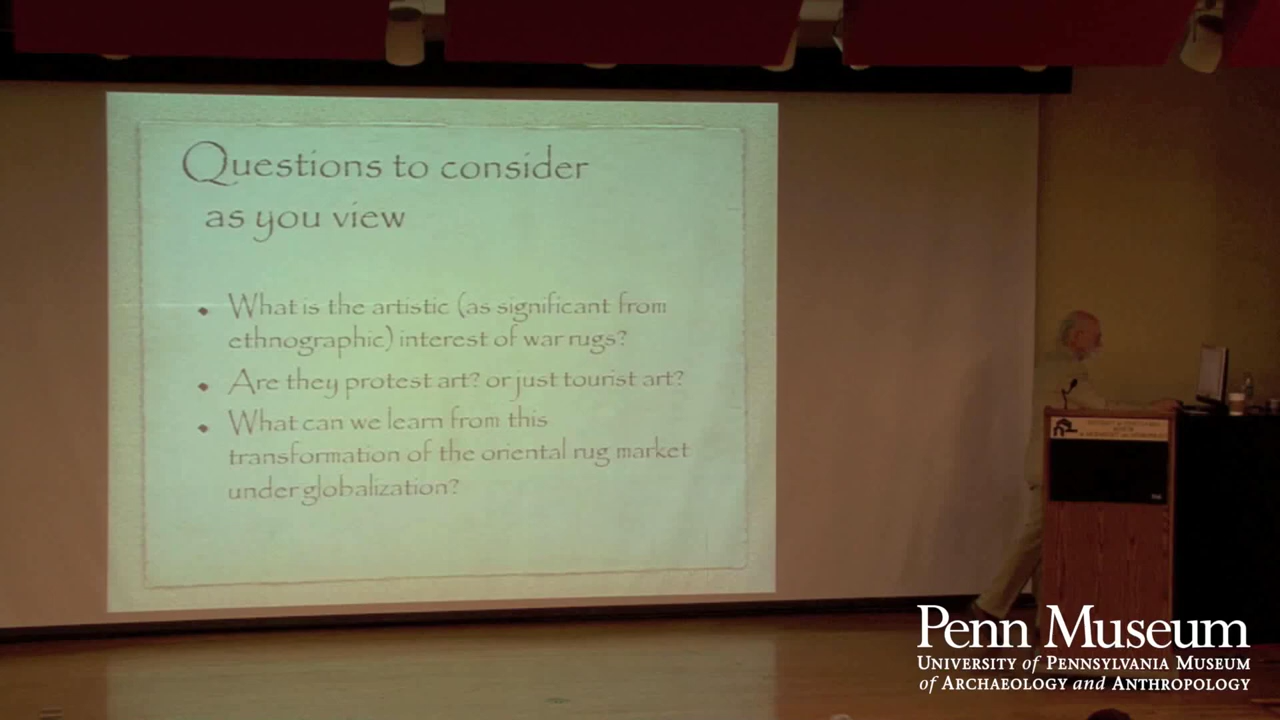 Questions to consider
as you view
• What is the artistic (as significant from
ethnographic) interest of war rugs?
• Are they protest art? or just tourist art?
• What can we learn from this
transformation of the oriental rug market
under globalization?
Penn Museum
UNIVERSITY of PENNSYLVANIA MUSEUM
of ARCHAEOLOGY and ANTHROPOLOGY